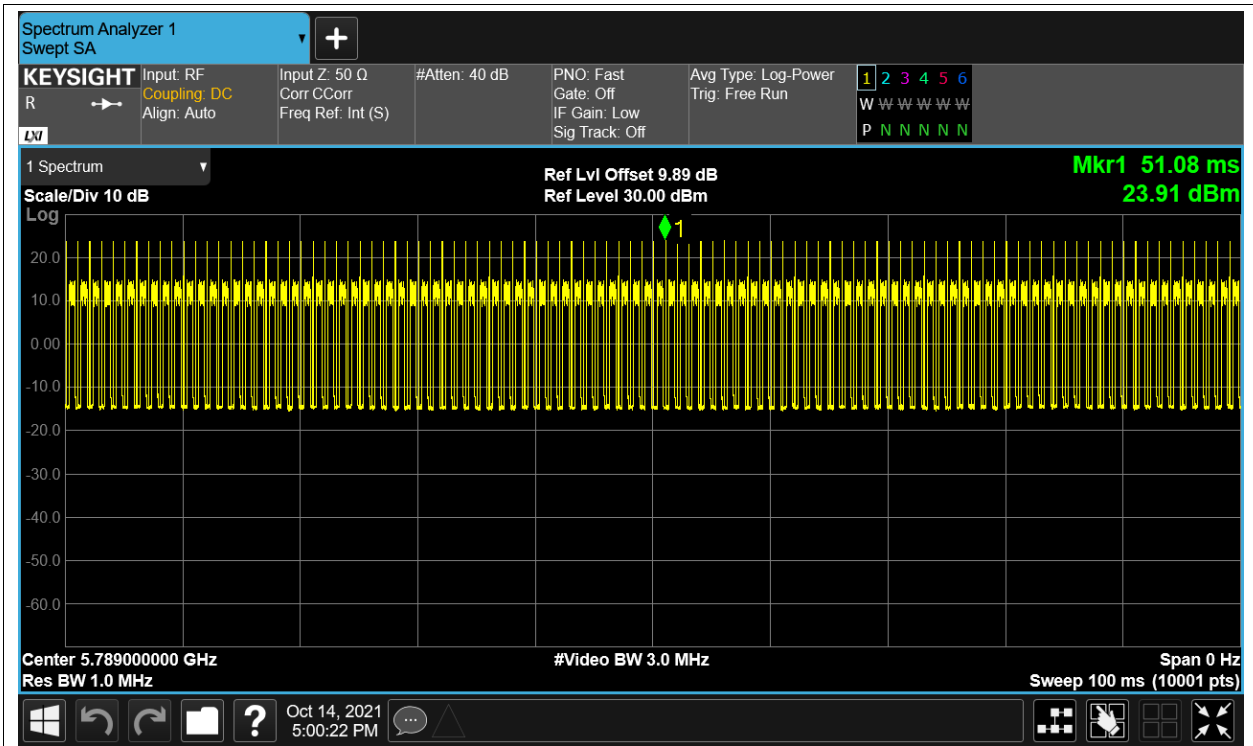 Spectrum Analyzer 1
Swept SA
KEYSIGHT
R
LXI
Input: RF
Coupling: DC
Align: Auto
Input Z: 50 Ω
Corr CCorr
Freq Ref: Int (S)
#Atten: 40 dB
PNO: Fast
Gate: Off
IF Gain: Low
Sig Track: Off
Avg Type: Log-Power
Trig: Free Run
1 2 3 4 5 6
W W W W W W
P N N N N N
1 Spectrum
Scale/Div 10 dB
Log
Ref Lvl Offset 9.89 dB
Ref Level 30.00 dBm
Mkr1 51.08 ms
23.91 dBm
1
20.0
10.0
0.00
-10.0
-20.0
-30.0
-40.0
-50.0
-60.0
Center 5.789000000 GHz
Res BW 1.0 MHz
#Video BW 3.0 MHz
Span 0 Hz
Sweep 100 ms (10001 pts)
?
Oct 14, 2021
5:00:22 PM